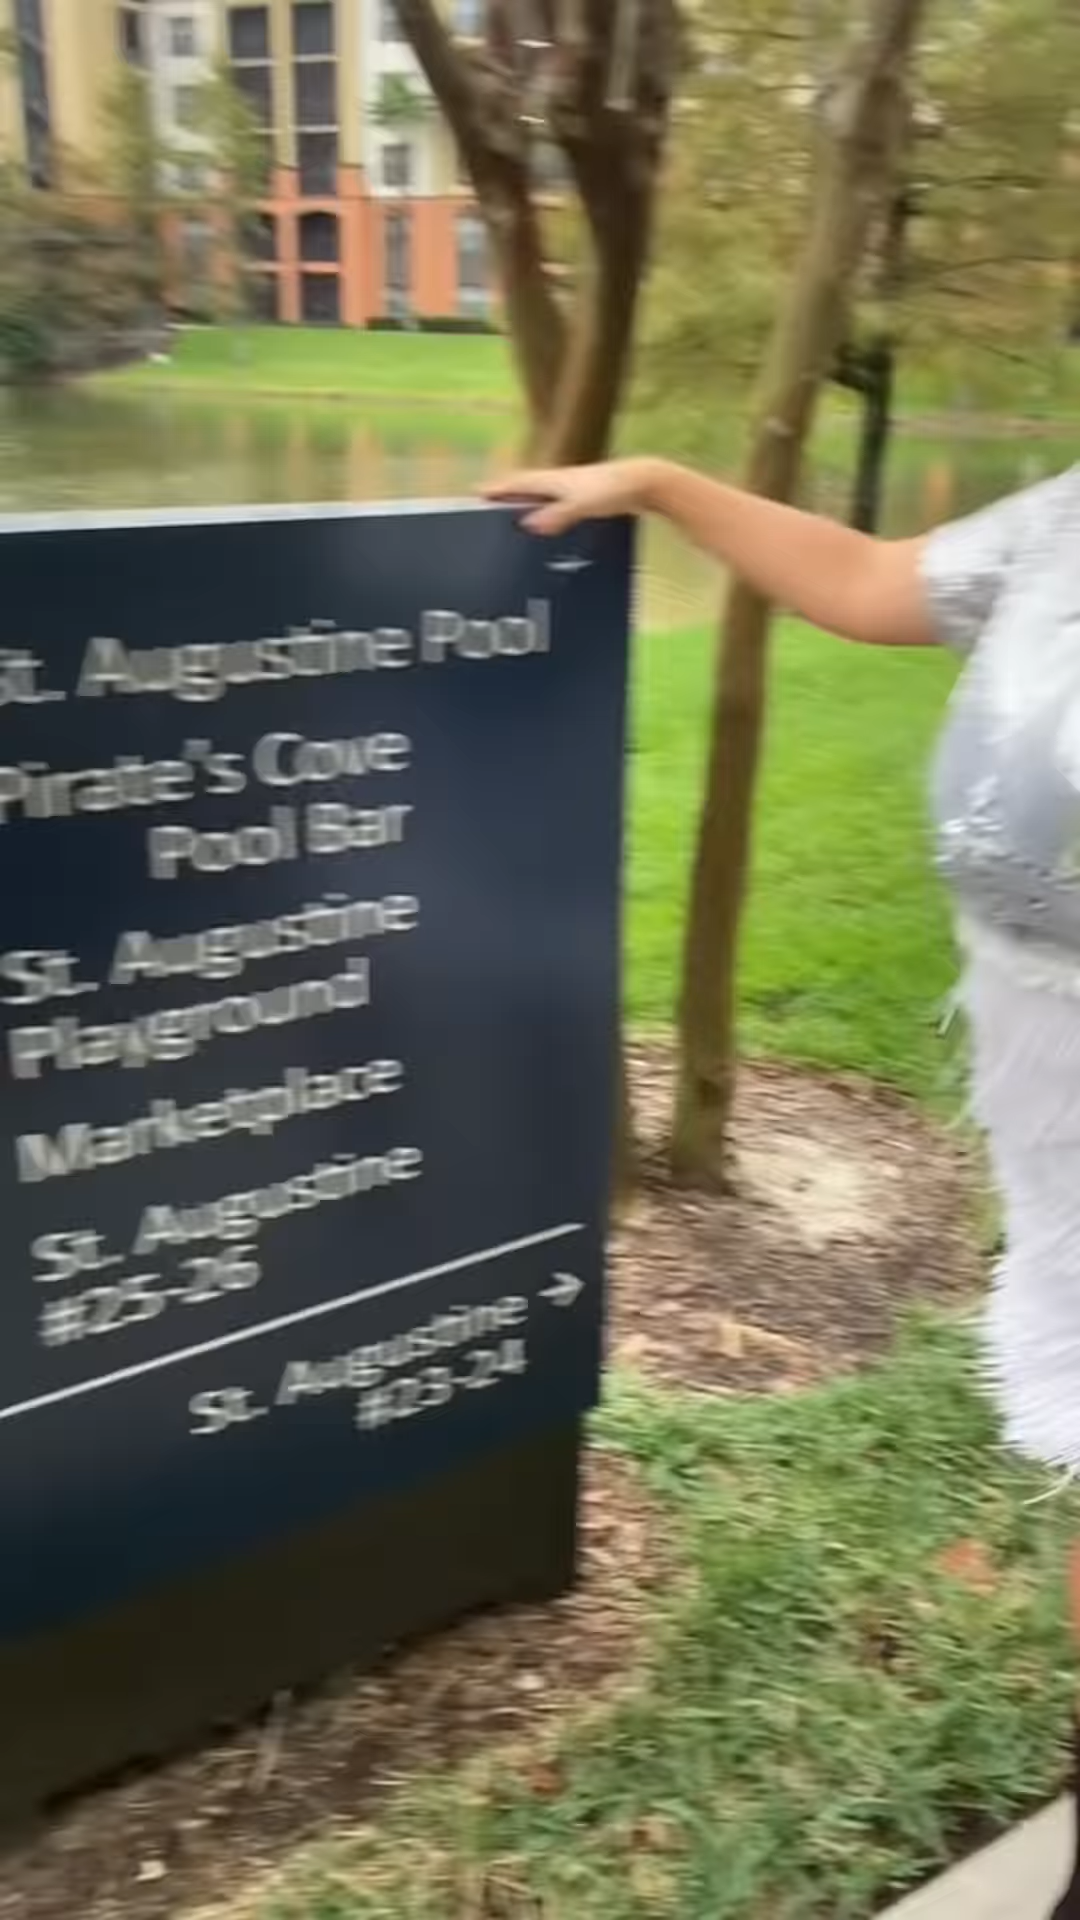 St. Augustine Pool
Pirate's Cove
Pool Bar
St. Augustine
Playground
Marketplace
St. Augustine
#25-26
St. Augustine →
#23-24